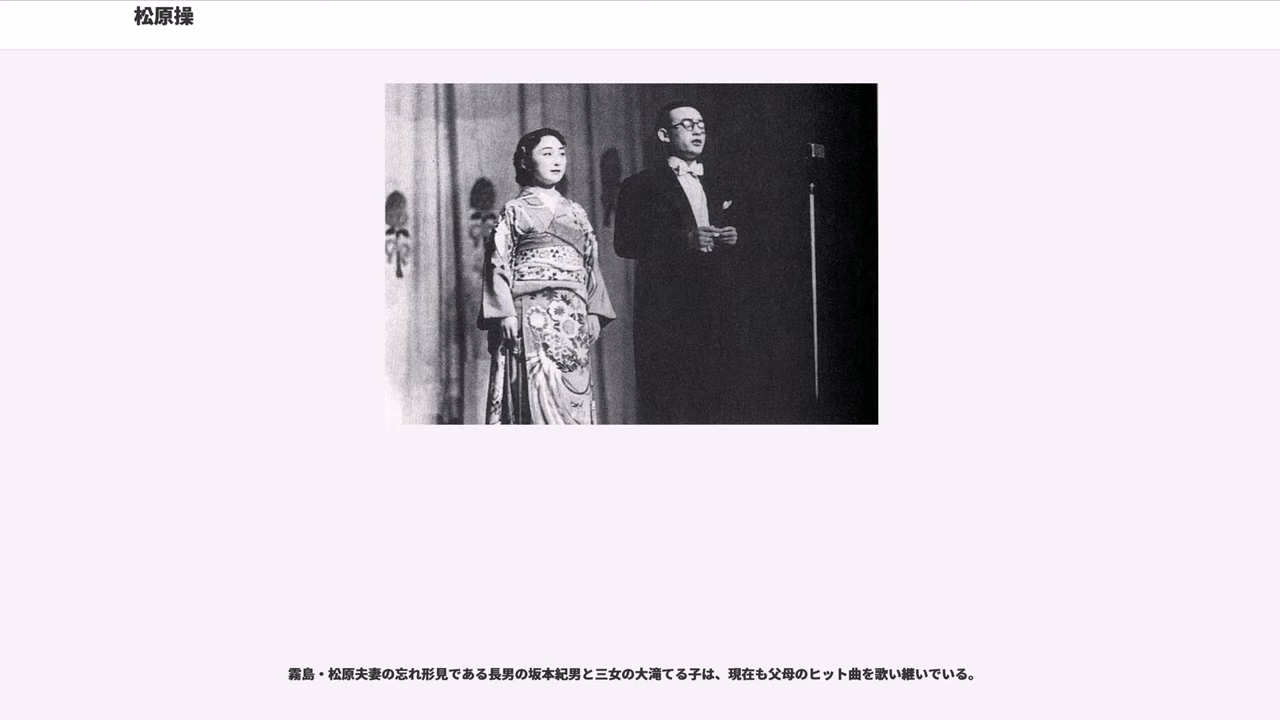 松原操
霧島・松原夫妻の忘れ形見である長男の坂本紀男と三女の大滝てる子は、現在も父母のヒット曲を歌い継いでいる。